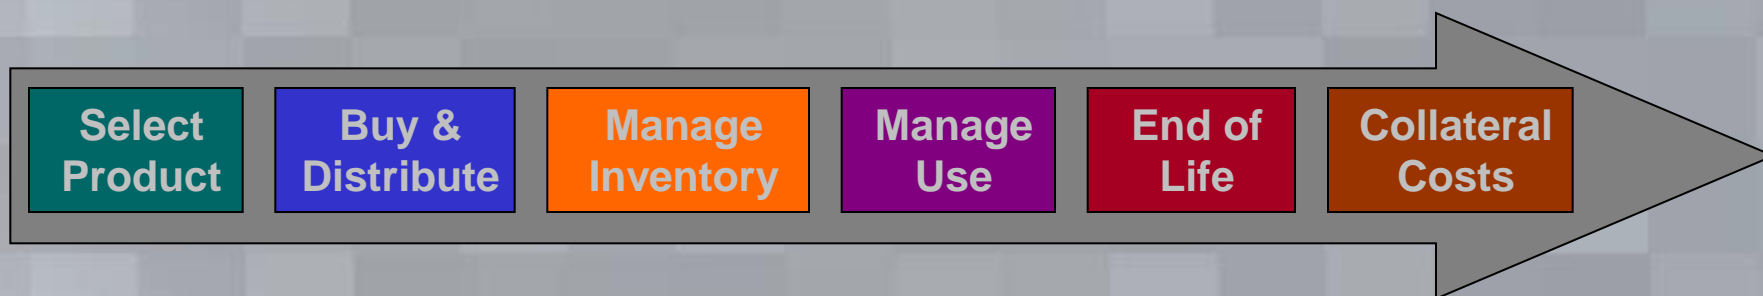 Select
Product
Buy &
Distribute
Manage
Inventory
Manage
Use
End of
Life
Collateral
Costs